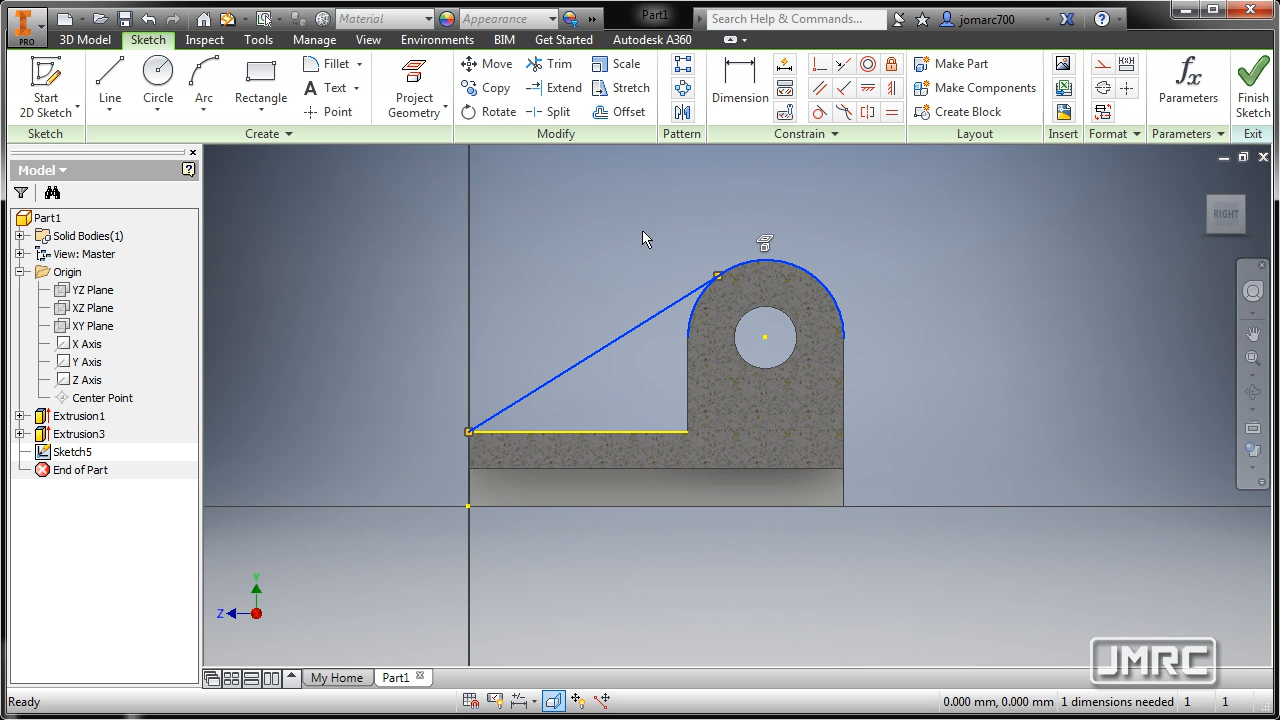 PRO
Material
Appearance
Part1
Search Help & Commands...
jomarc700
3D Model
Sketch
Inspect
Tools
Manage
View
Environments
BIM
Get Started
Autodesk A360
Start
2D Sketch
Line
Circle
Arc
Rectangle
Fillet
Text
Point
Project
Geometry
Move
Copy
Rotate
Trim
Extend
Split
Scale
Stretch
Offset
Dimension
Make Part
Make Components
Create Block
Parameters
Finish
Sketch
Sketch
Create
Modify
Pattern
Constrain
Layout
Insert
Format
Parameters
Exit
Model
Part1
Solid Bodies(1)
View: Master
Origin
YZ Plane
XZ Plane
XY Plane
X Axis
Y Axis
Z Axis
Center Point
Extrusion1
Extrusion3
Sketch5
End of Part
RIGHT
Y
Z
JMRC
My Home
Part1
Ready
0.000 mm, 0.000 mm
1 dimensions needed
1
1